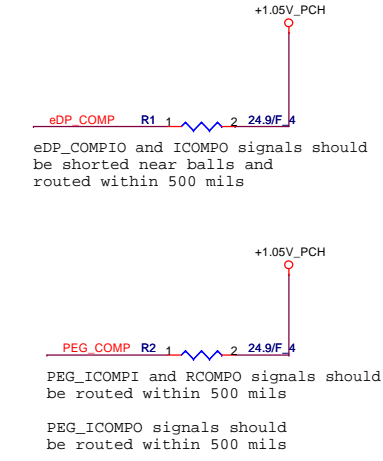 +1.05V_PCH
eDP_COMP R1 1 2 24.9/F_4
eDP_COMPIO and ICOMPO signals should
be shorted near balls and
routed within 500 mils
+1.05V_PCH
PEG_COMP R2 1 2 24.9/F_4
PEG_ICOMPI and RCOMPO signals should
be routed within 500 mils
PEG_ICOMPO signals should
be routed within 500 mils